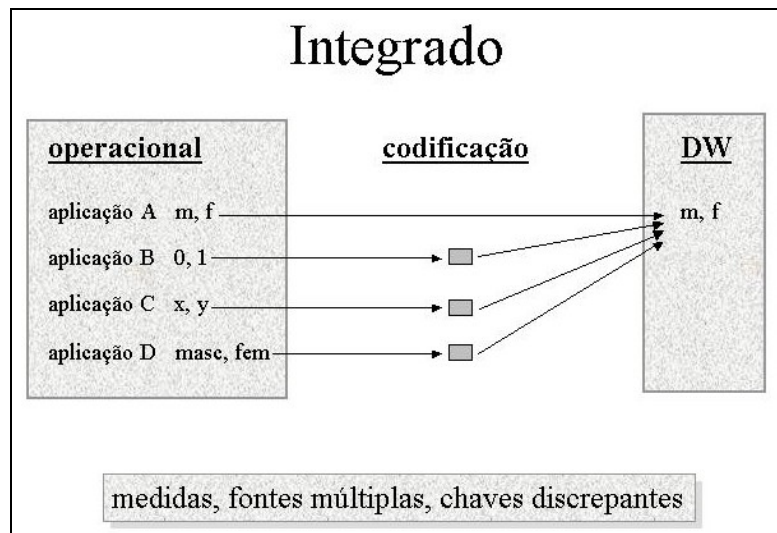 Integrado
operacional
codificação
DW
aplicação A m, f
m, f
aplicação B 0, 1
aplicação C x, y
aplicação D masc, fem
medidas, fontes múltiplas, chaves discrepantes